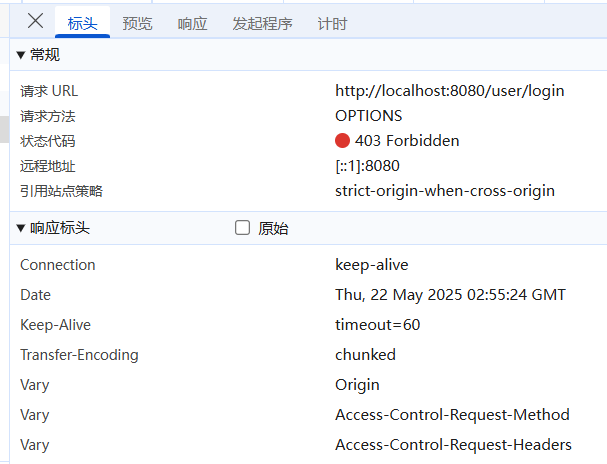 标头 预览 响应 发起程序 计时
常规
请求 URL http://localhost:8080/user/login
请求方法 OPTIONS
状态代码 403 Forbidden
远程地址 [::1]:8080
引用站点策略 strict-origin-when-cross-origin
响应标头 原始
Connection keep-alive
Date Thu, 22 May 2025 02:55:24 GMT
Keep-Alive timeout=60
Transfer-Encoding chunked
Vary Origin
Vary Access-Control-Request-Method
Vary Access-Control-Request-Headers